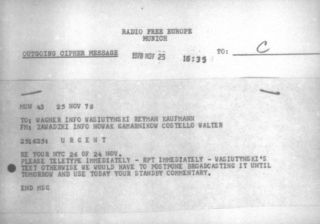 RADIO FREE EUROPE
MUNICH
OUTGOING CIPHER MESSAGE
1978 NOV 25
16:35
TO:
C
MUN 43 25 NOV 78
TO: WAGNER INFO WASIUTYNSKI REYMAN KAUFMANN
FM: ZAWADZKI INFO NOWAK GAMARNIKOW COSTELLO WALTER
URGENT
RE YOUR NYC 26 OF 24 NOV.
PLEASE TELETYPE IMMEDIATELY - RPT IMMEDIATELY - WASIUTYNSKI'S
TEXT OTHERWISE WE WOULD HAVE TO POSTPONE BROADCASTING IT UNTIL
TOMORROW AND USE TODAY YOUR STANDBY COMMENTARY.
END MSG